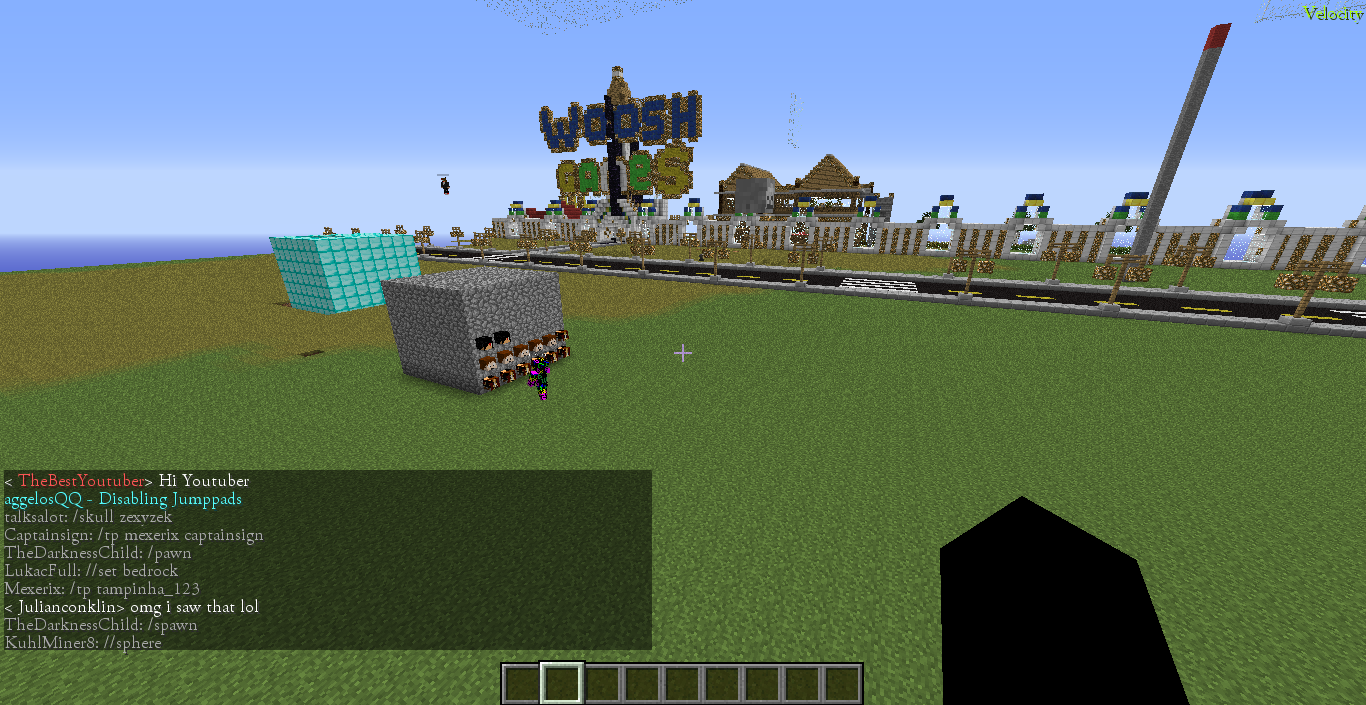 Velocity
WOOSH
GAMES
< TheBestYoutuber> Hi Youtuber
aggelosQQ - Disabling Jumppads
talksalot: /skull zexyzek
Captainsign: /tp mexerix captainsign
TheDarknessChild: /pawn
LukacFull: //set bedrock
Mexerix: /tp tampinha_123
< Julianconklin> omg i saw that lol
TheDarknessChild: /spawn
KuhlMiner8: //sphere